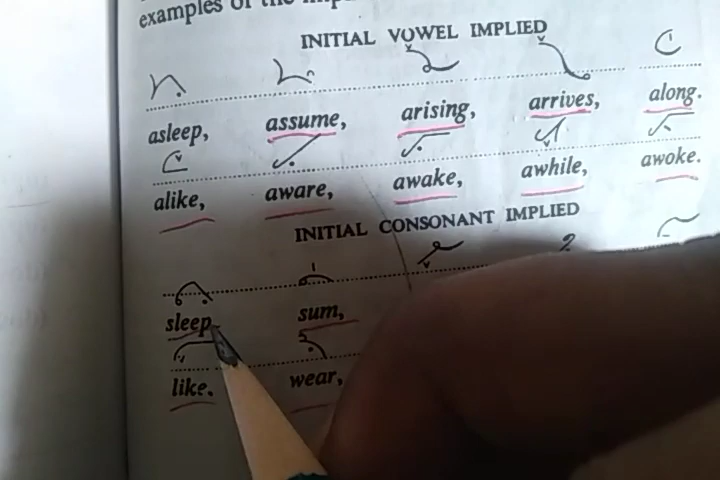 examples of the
INITIAL VOWEL IMPLIED
asleep, assume, arising, arrives, along.
alike, aware, awake, awhile, awoke.
INITIAL CONSONANT IMPLIED
sleep, sum,
like. wear,